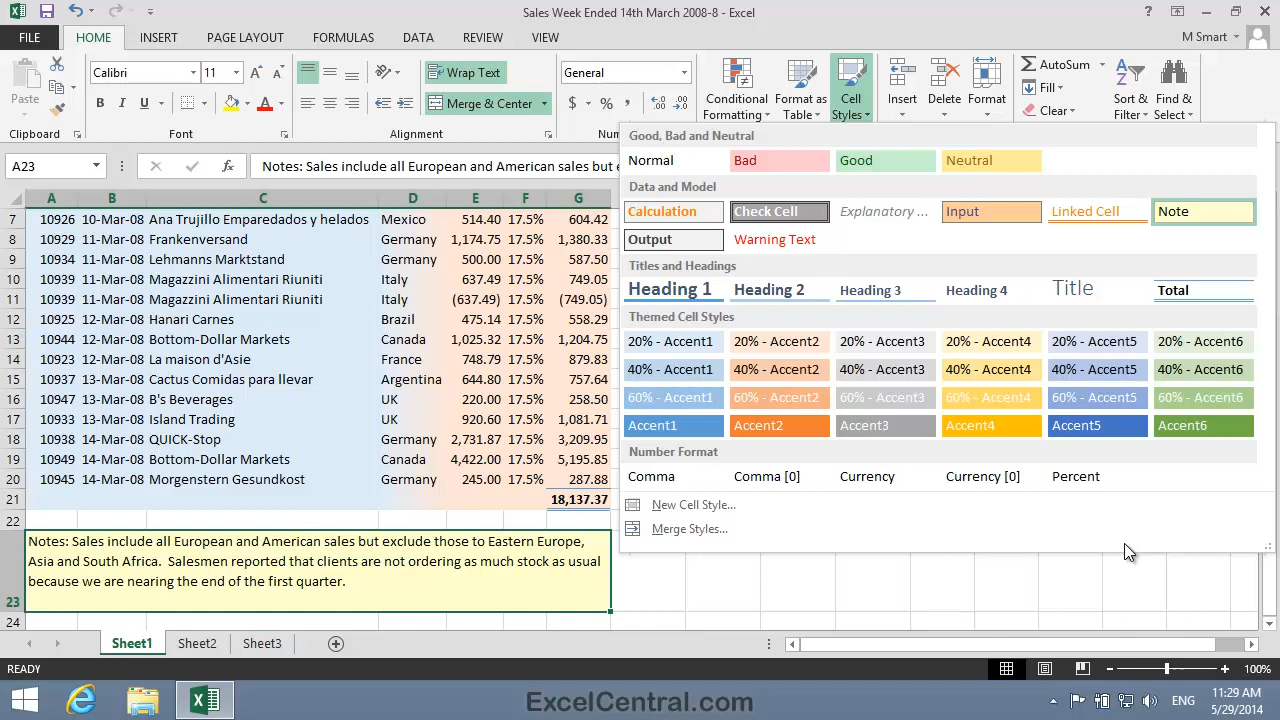 Sales Week Ended 14th March 2008-8 - Excel
?
FILE HOME INSERT PAGE LAYOUT FORMULAS DATA REVIEW VIEW M Smart
Paste
Calibri 11
B I U
A
Wrap Text
Merge & Center
General
$ % ,
Conditional Formatting
Format as Table
Cell Styles
Insert Delete Format
AutoSum
Fill
Clear
Sort & Filter
Find & Select
Clipboard Font Alignment Num
A23 fx Notes: Sales include all European and American sales but e
A B C D E F G
7 10926 10-Mar-08 Ana Trujillo Emparedados y helados Mexico 514.40 17.5% 604.42
8 10929 11-Mar-08 Frankenversand Germany 1,174.75 17.5% 1,380.33
9 10934 11-Mar-08 Lehmanns Marktstand Germany 500.00 17.5% 587.50
10 10939 11-Mar-08 Magazzini Alimentari Riuniti Italy 637.49 17.5% 749.05
11 10939 11-Mar-08 Magazzini Alimentari Riuniti Italy (637.49) 17.5% (749.05)
12 10925 12-Mar-08 Hanari Carnes Brazil 475.14 17.5% 558.29
13 10944 12-Mar-08 Bottom-Dollar Markets Canada 1,025.32 17.5% 1,204.75
14 10923 12-Mar-08 La maison d'Asie France 748.79 17.5% 879.83
15 10937 13-Mar-08 Cactus Comidas para llevar Argentina 644.80 17.5% 757.64
16 10947 13-Mar-08 B's Beverages UK 220.00 17.5% 258.50
17 10933 13-Mar-08 Island Trading UK 920.60 17.5% 1,081.71
18 10938 14-Mar-08 QUICK-Stop Germany 2,731.87 17.5% 3,209.95
19 10949 14-Mar-08 Bottom-Dollar Markets Canada 4,422.00 17.5% 5,195.85
20 10945 14-Mar-08 Morgenstern Gesundkost Germany 245.00 17.5% 287.88
21 18,137.37
22
Notes: Sales include all European and American sales but exclude those to Eastern Europe,
Asia and South Africa. Salesmen reported that clients are not ordering as much stock as usual
because we are nearing the end of the first quarter.
23
24
Good, Bad and Neutral
Normal Bad Good Neutral
Data and Model
Calculation Check Cell Explanatory ... Input Linked Cell Note
Output Warning Text
Titles and Headings
Heading 1 Heading 2 Heading 3 Heading 4 Title Total
Themed Cell Styles
20% - Accent1 20% - Accent2 20% - Accent3 20% - Accent4 20% - Accent5 20% - Accent6
40% - Accent1 40% - Accent2 40% - Accent3 40% - Accent4 40% - Accent5 40% - Accent6
60% - Accent1 60% - Accent2 60% - Accent3 60% - Accent4 60% - Accent5 60% - Accent6
Accent1 Accent2 Accent3 Accent4 Accent5 Accent6
Number Format
Comma Comma [0] Currency Currency [0] Percent
New Cell Style...
Merge Styles...
Sheet1 Sheet2 Sheet3
READY 100%
ExcelCentral.com
ENG
11:29 AM
5/29/2014